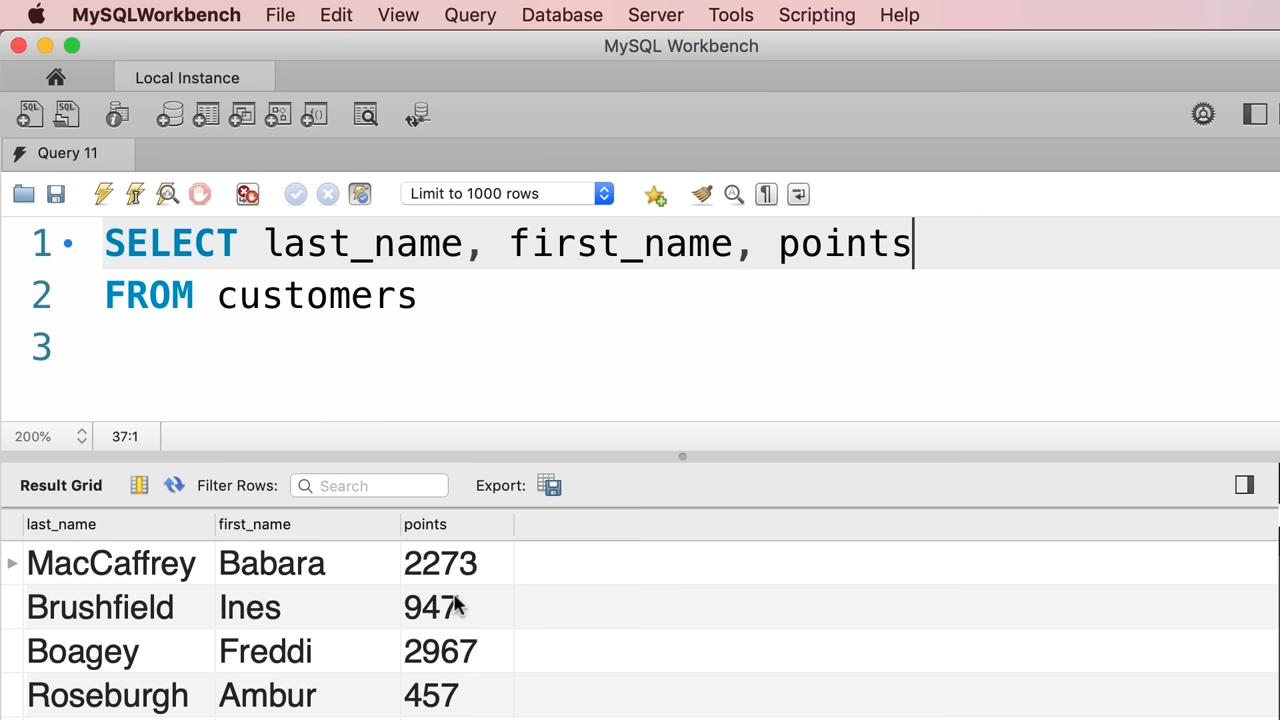 MySQLWorkbench File Edit View Query Database Server Tools Scripting Help
MySQL Workbench
Local Instance
SQL SQL
Query 11
Limit to 1000 rows
1 SELECT last_name, first_name, points
2 FROM customers
3
200% 37:1
Result Grid Filter Rows: Search Export:
last_name first_name points
MacCaffrey Babara 2273
Brushfield Ines 947
Boagey Freddi 2967
Roseburgh Ambur 457